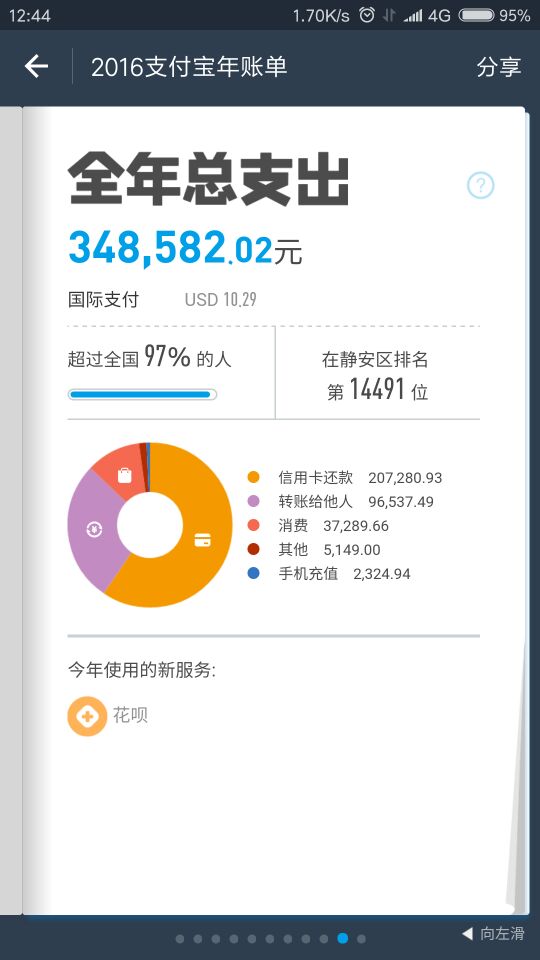 12:44 1.70K/s 4G 95%
2016支付宝年账单 分享
全年总支出
?
348,582.02元
国际支付 USD 10.29
超过全国 97% 的人
在静安区排名
第 14491 位
信用卡还款 207,280.93
转账给他人 96,537.49
消费 37,289.66
其他 5,149.00
手机充值 2,324.94
今年使用的新服务:
花呗
向左滑